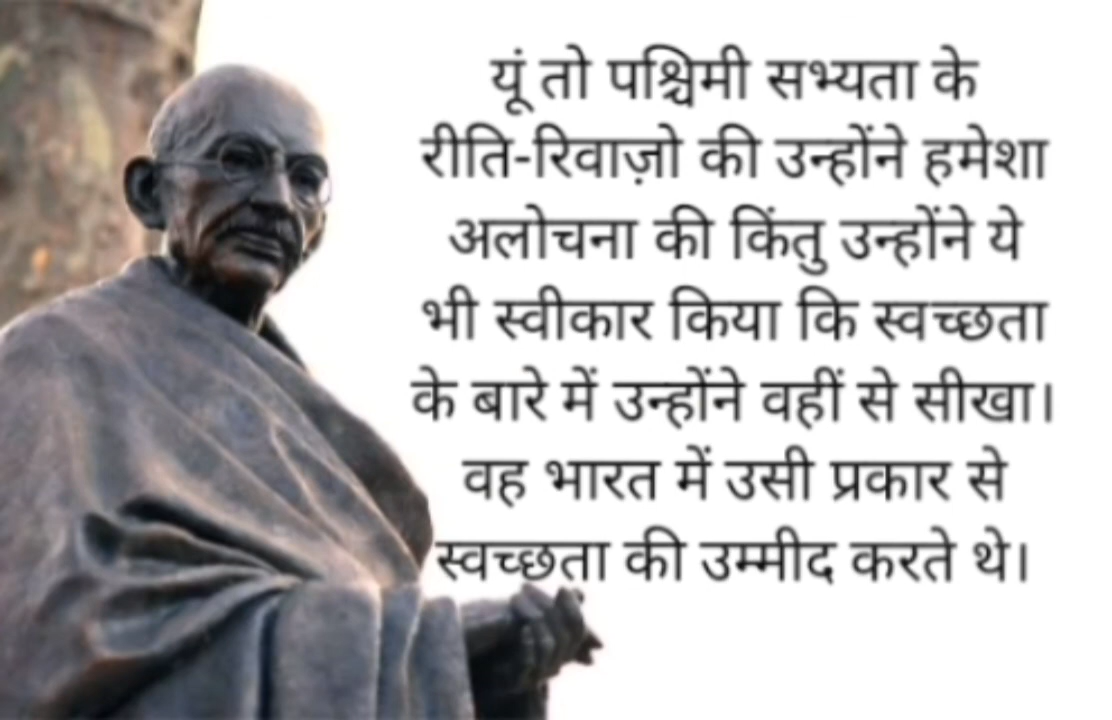 यूं तो पश्चिमी सभ्यता के
रीति-रिवाज़ो की उन्होंने हमेशा
अलोचना की किंतु उन्होंने ये
भी स्वीकार किया कि स्वच्छता
के बारे में उन्होंने वहीं से सीखा।
वह भारत में उसी प्रकार से
स्वच्छता की उम्मीद करते थे।